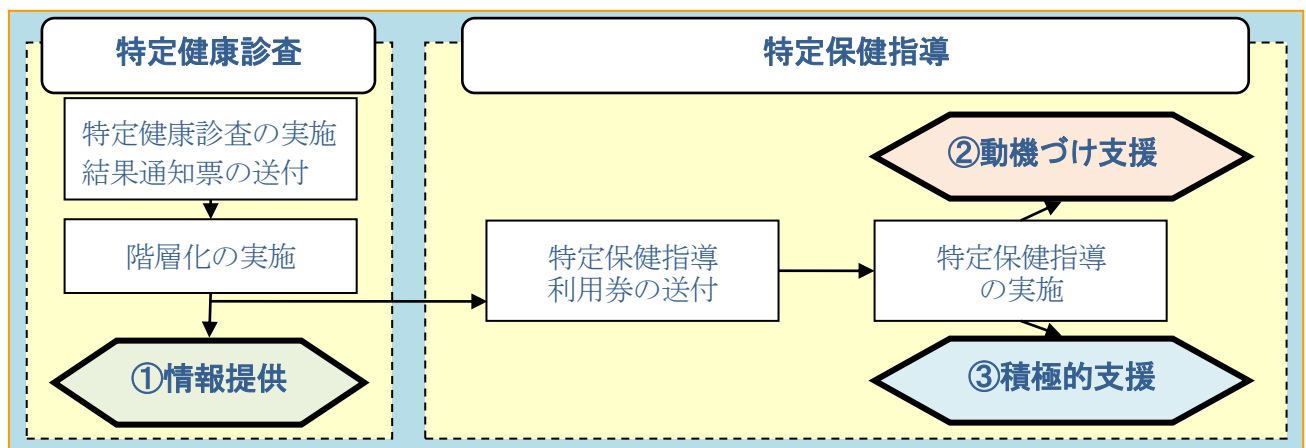 特定健康診査
特定健康診査の実施
結果通知票の送付
階層化の実施
①情報提供
特定保健指導
特定保健指導
利用券の送付
特定保健指導
の実施
②動機づけ支援
③積極的支援